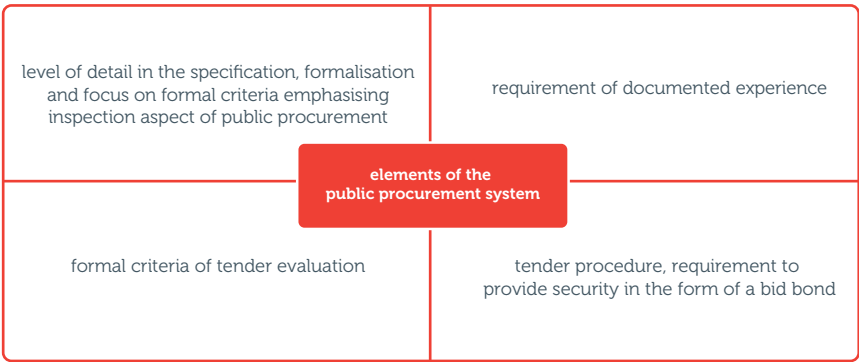 level of detail in the specification, formalisation
and focus on formal criteria emphasising
inspection aspect of public procurement
requirement of documented experience
elements of the
public procurement system
formal criteria of tender evaluation
tender procedure, requirement to
provide security in the form of a bid bond